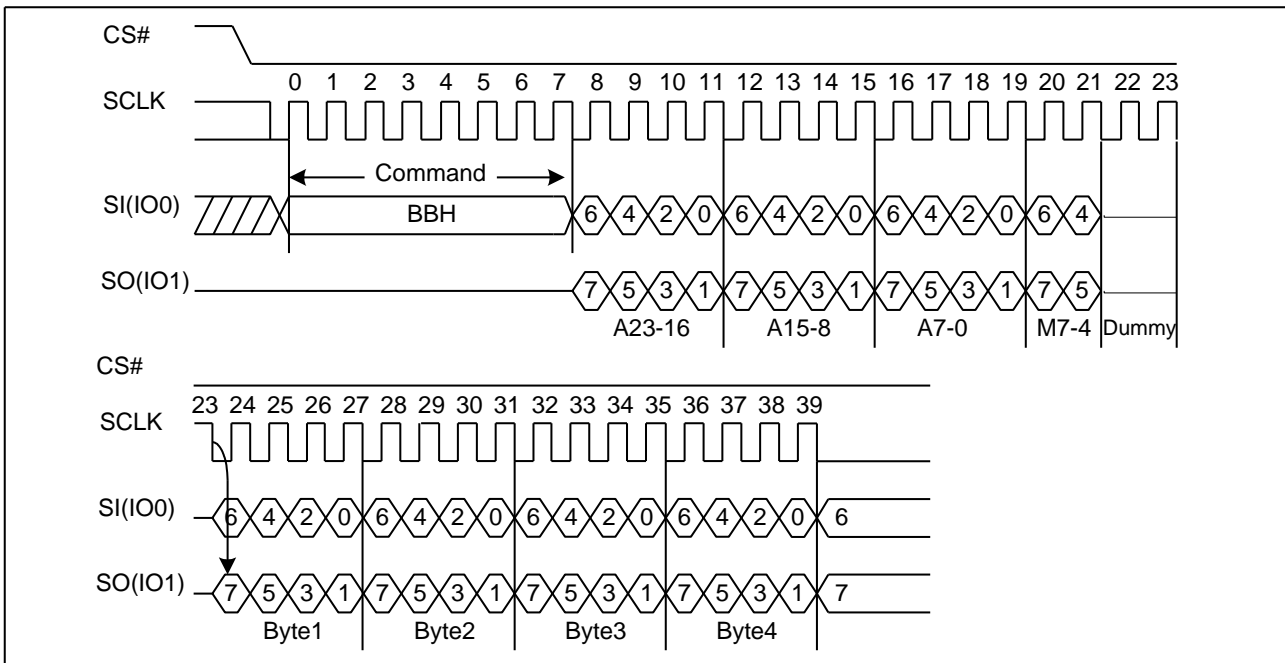 CS#
0 1 2 3 4 5 6 7 8 9 10 11 12 13 14 15 16 17 18 19 20 21 22 23
SCLK
Command
SI(IO0) BBH 6 4 2 0 6 4 2 0 6 4 2 0 6 4
SO(IO1) 7 5 3 1 7 5 3 1 7 5 3 1 7 5
A23-16 A15-8 A7-0 M7-4 Dummy
CS#
23 24 25 26 27 28 29 30 31 32 33 34 35 36 37 38 39
SCLK
SI(IO0) 6 4 2 0 6 4 2 0 6 4 2 0 6 4 2 0 6
SO(IO1) 7 5 3 1 7 5 3 1 7 5 3 1 7 5 3 1 7
Byte1 Byte2 Byte3 Byte4